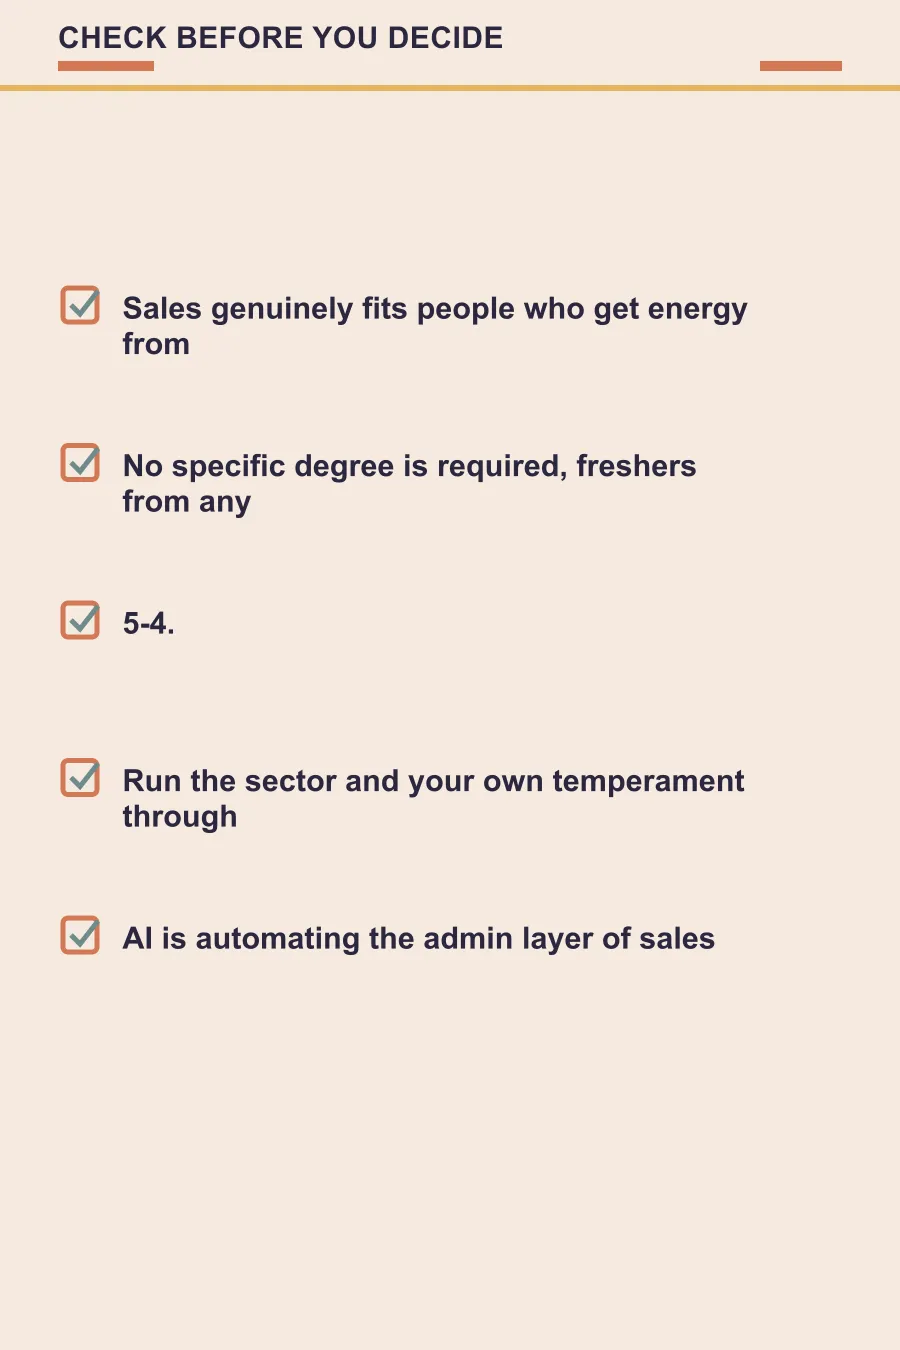 CHECK BEFORE YOU DECIDE
Sales genuinely fits people who get energy
from
No specific degree is required, freshers
from any
5-4.
Run the sector and your own temperament
through
AI is automating the admin layer of sales